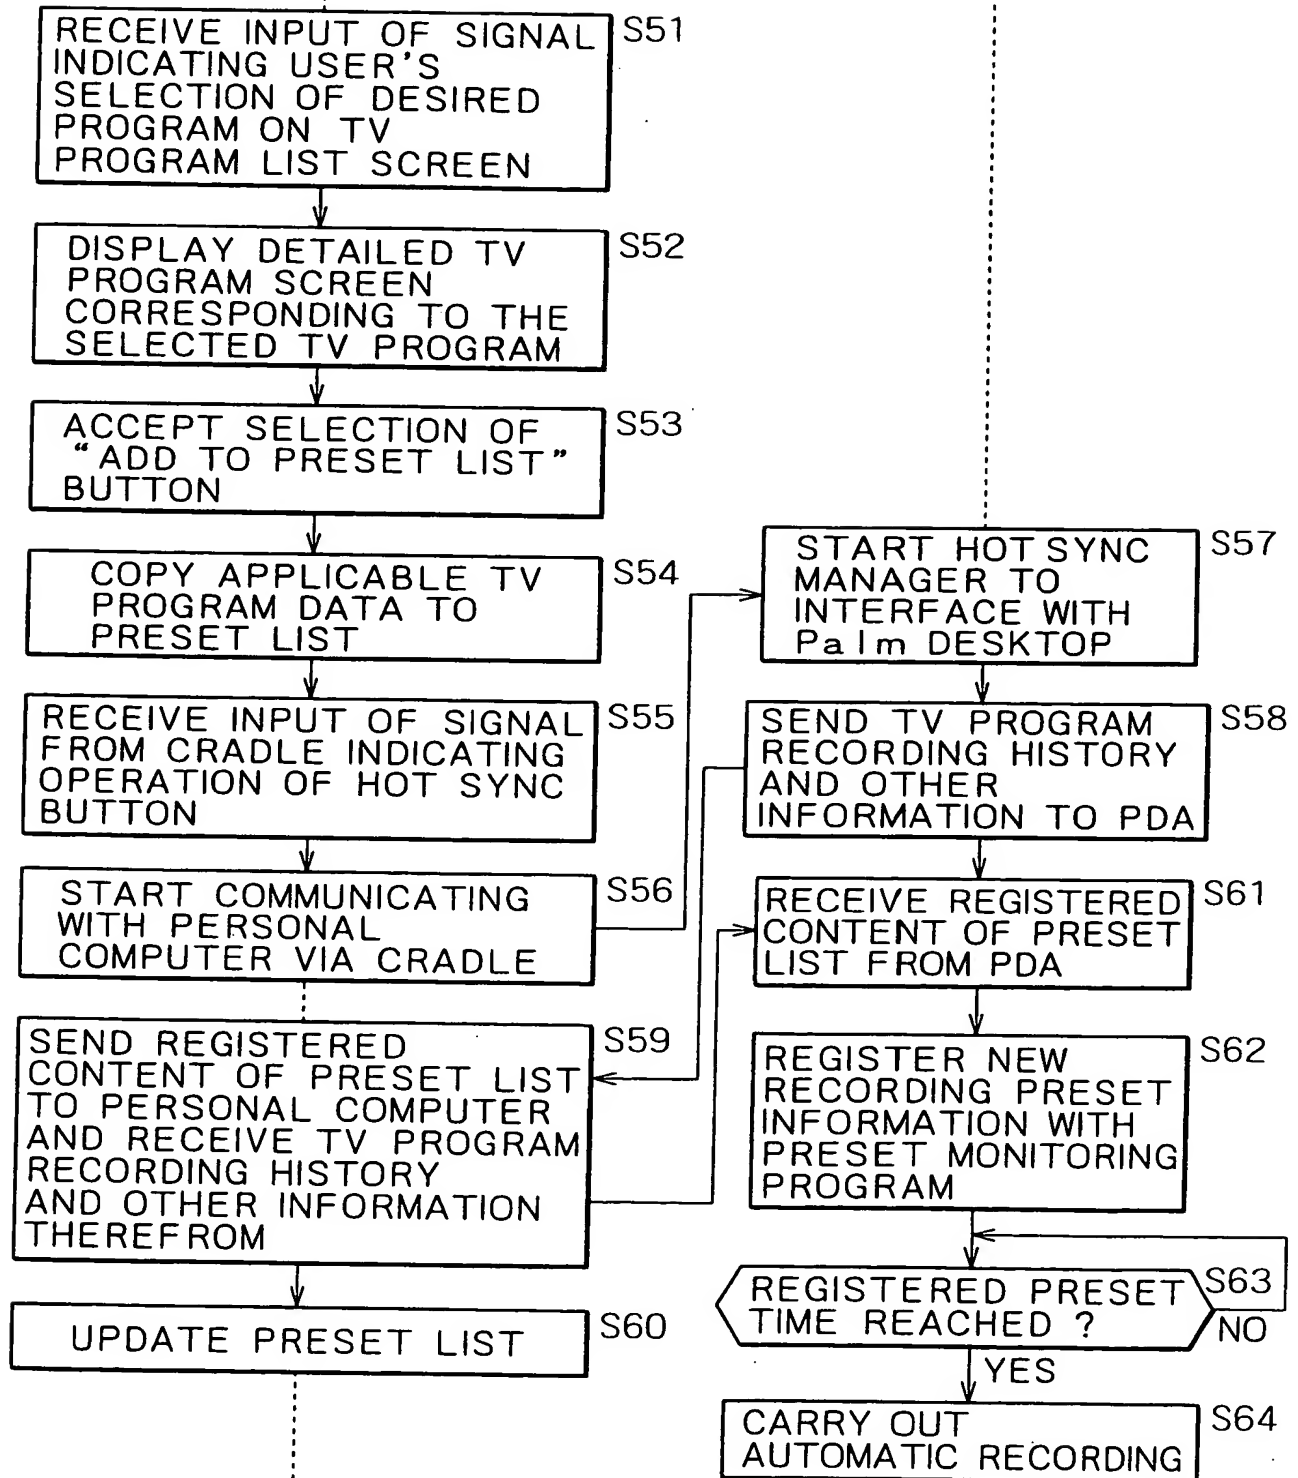 RECEIVE INPUT OF SIGNAL
INDICATING USER'S
SELECTION OF DESIRED
PROGRAM ON TV
PROGRAM LIST SCREEN
S51
DISPLAY DETAILED TV
PROGRAM SCREEN
CORRESPONDING TO THE
SELECTED TV PROGRAM
S52
ACCEPT SELECTION OF
“ADD TO PRESET LIST”
BUTTON
S53
COPY APPLICABLE TV
PROGRAM DATA TO
PRESET LIST
S54
RECEIVE INPUT OF SIGNAL
FROM CRADLE INDICATING
OPERATION OF HOT SYNC
BUTTON
S55
START COMMUNICATING
WITH PERSONAL
COMPUTER VIA CRADLE
S56
START HOT SYNC
MANAGER TO
INTERFACE WITH
Palm DESKTOP
S57
SEND TV PROGRAM
RECORDING HISTORY
AND OTHER
INFORMATION TO PDA
S58
SEND REGISTERED
CONTENT OF PRESET LIST
TO PERSONAL COMPUTER
AND RECEIVE TV PROGRAM
RECORDING HISTORY
AND OTHER INFORMATION
THEREFROM
S59
UPDATE PRESET LIST
S60
RECEIVE REGISTERED
CONTENT OF PRESET
LIST FROM PDA
S61
REGISTER NEW
RECORDING PRESET
INFORMATION WITH
PRESET MONITORING
PROGRAM
S62
REGISTERED PRESET
TIME REACHED ?
S63
NO
YES
CARRY OUT
AUTOMATIC RECORDING
S64